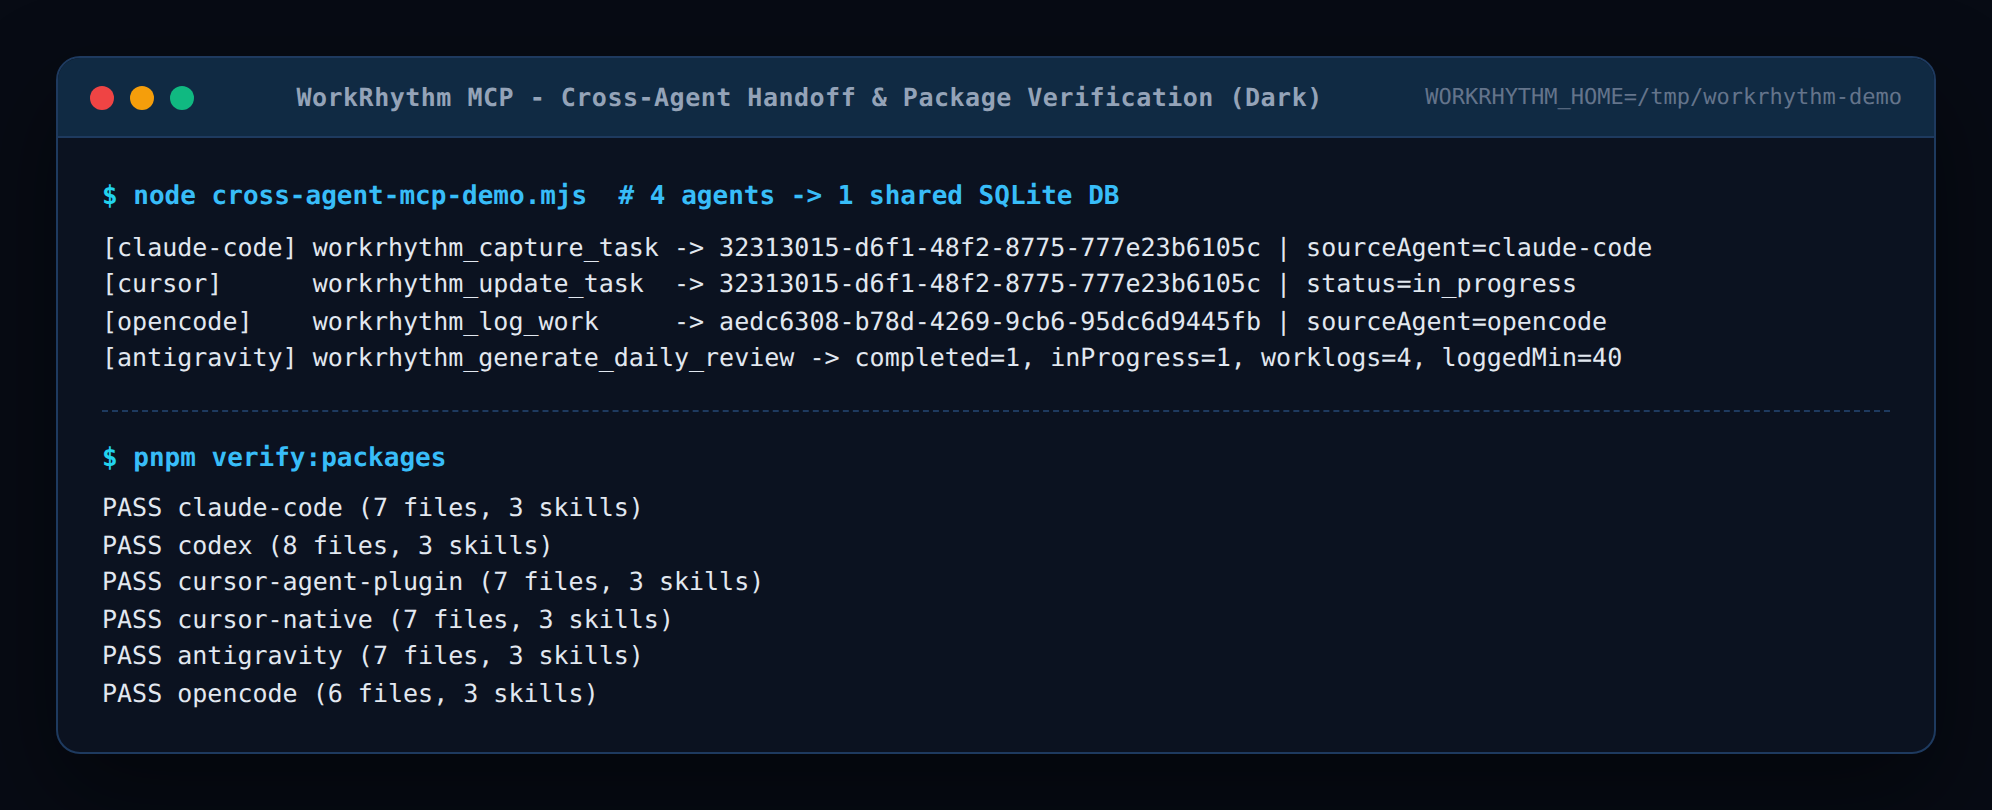 WorkRhythm MCP - Cross-Agent Handoff & Package Verification (Dark)
WORKRHYTHM_HOME=/tmp/workrhythm-demo
$ node cross-agent-mcp-demo.mjs  # 4 agents -> 1 shared SQLite DB
[claude-code] workrhythm_capture_task -> 32313015-d6f1-48f2-8775-777e23b6105c | sourceAgent=claude-code
[cursor]      workrhythm_update_task  -> 32313015-d6f1-48f2-8775-777e23b6105c | status=in_progress
[opencode]    workrhythm_log_work     -> aedc6308-b78d-4269-9cb6-95dc6d9445fb | sourceAgent=opencode
[antigravity] workrhythm_generate_daily_review -> completed=1, inProgress=1, worklogs=4, loggedMin=40
$ pnpm verify:packages
PASS claude-code (7 files, 3 skills)
PASS codex (8 files, 3 skills)
PASS cursor-agent-plugin (7 files, 3 skills)
PASS cursor-native (7 files, 3 skills)
PASS antigravity (7 files, 3 skills)
PASS opencode (6 files, 3 skills)